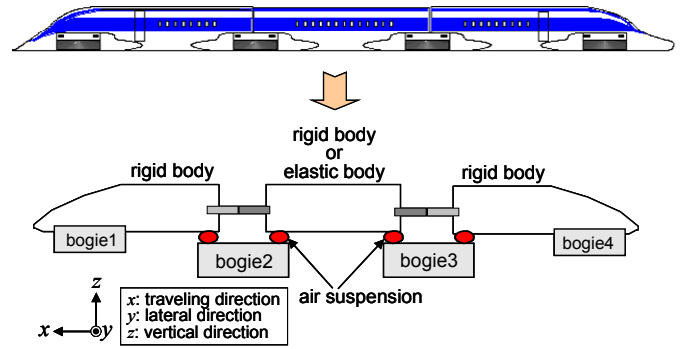 rigid body
or
elastic body
rigid body
rigid body
bogie1
bogie2
bogie3
bogie4
air suspension
z
x
y
x: traveling direction
y: lateral direction
z: vertical direction